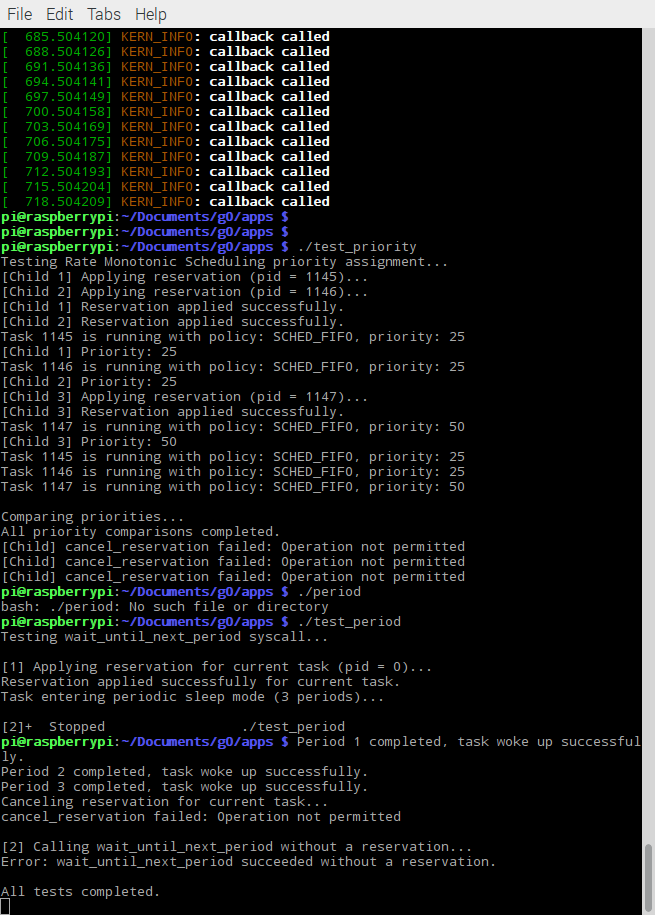 File Edit Tabs Help
[  685.504120] KERN_INFO: callback called
[  688.504126] KERN_INFO: callback called
[  691.504136] KERN_INFO: callback called
[  694.504141] KERN_INFO: callback called
[  697.504149] KERN_INFO: callback called
[  700.504158] KERN_INFO: callback called
[  703.504169] KERN_INFO: callback called
[  706.504175] KERN_INFO: callback called
[  709.504187] KERN_INFO: callback called
[  712.504193] KERN_INFO: callback called
[  715.504204] KERN_INFO: callback called
[  718.504209] KERN_INFO: callback called
pi@raspberrypi:~/Documents/g0/apps $
pi@raspberrypi:~/Documents/g0/apps $
pi@raspberrypi:~/Documents/g0/apps $ ./test_priority
Testing Rate Monotonic Scheduling priority assignment...
[Child 1] Applying reservation (pid = 1145)...
[Child 2] Applying reservation (pid = 1146)...
[Child 1] Reservation applied successfully.
[Child 2] Reservation applied successfully.
Task 1145 is running with policy: SCHED_FIFO, priority: 25
[Child 1] Priority: 25
Task 1146 is running with policy: SCHED_FIFO, priority: 25
[Child 2] Priority: 25
[Child 3] Applying reservation (pid = 1147)...
[Child 3] Reservation applied successfully.
Task 1147 is running with policy: SCHED_FIFO, priority: 50
[Child 3] Priority: 50
Task 1145 is running with policy: SCHED_FIFO, priority: 25
Task 1146 is running with policy: SCHED_FIFO, priority: 25
Task 1147 is running with policy: SCHED_FIFO, priority: 50
Comparing priorities...
All priority comparisons completed.
[Child] cancel_reservation failed: Operation not permitted
[Child] cancel_reservation failed: Operation not permitted
[Child] cancel_reservation failed: Operation not permitted
pi@raspberrypi:~/Documents/g0/apps $ ./period
bash: ./period: No such file or directory
pi@raspberrypi:~/Documents/g0/apps $ ./test_period
Testing wait_until_next_period syscall...
[1] Applying reservation for current task (pid = 0)...
Reservation applied successfully for current task.
Task entering periodic sleep mode (3 periods)...
[2]+  Stopped                 ./test_period
pi@raspberrypi:~/Documents/g0/apps $ Period 1 completed, task woke up successful
ly.
Period 2 completed, task woke up successfully.
Period 3 completed, task woke up successfully.
Canceling reservation for current task...
cancel_reservation failed: Operation not permitted
[2] Calling wait_until_next_period without a reservation...
Error: wait_until_next_period succeeded without a reservation.
All tests completed.